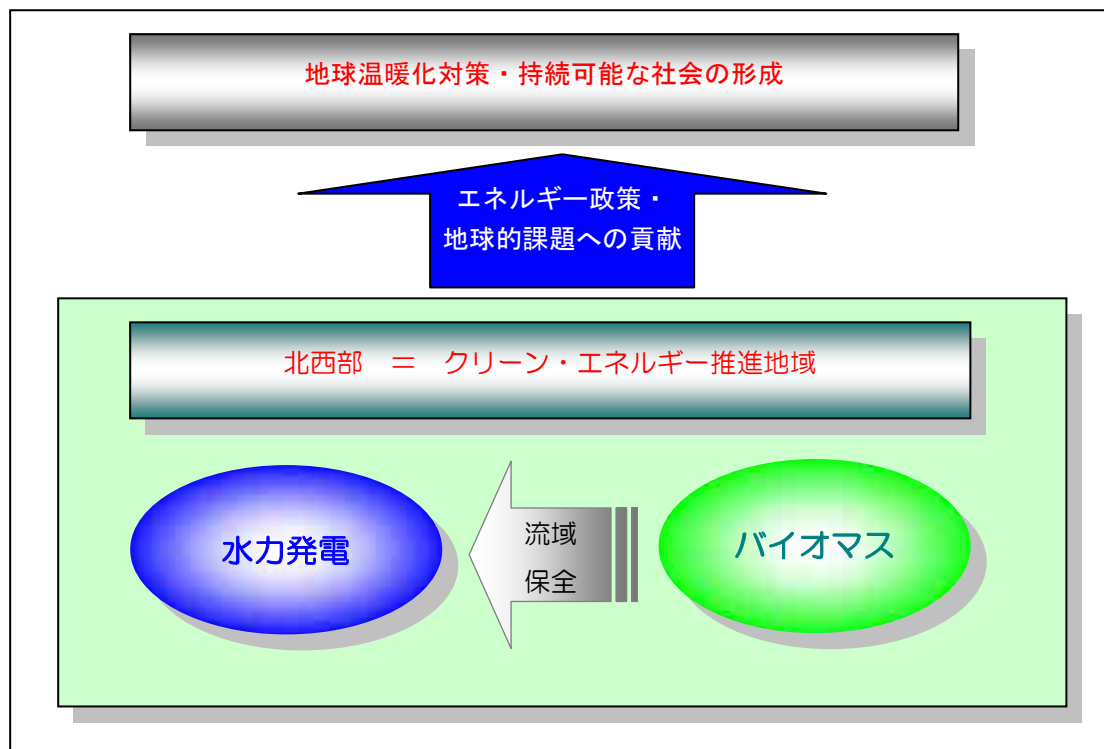 地球温暖化対策・持続可能な社会の形成
エネルギー政策・
地球的課題への貢献
北西部　＝　クリーン・エネルギー推進地域
水力発電
流域
保全
バイオマス